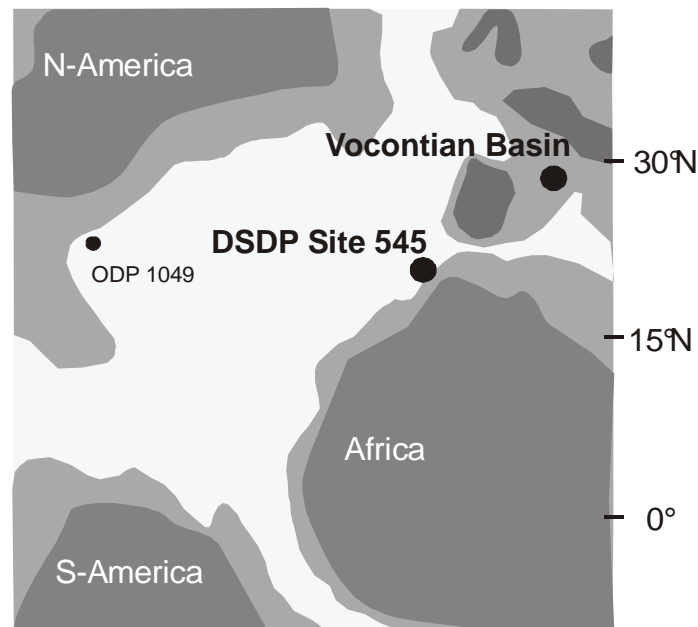 N-America
Vocontian Basin
30°N
DSDP Site 545
ODP 1049
15°N
Africa
0°
S-America